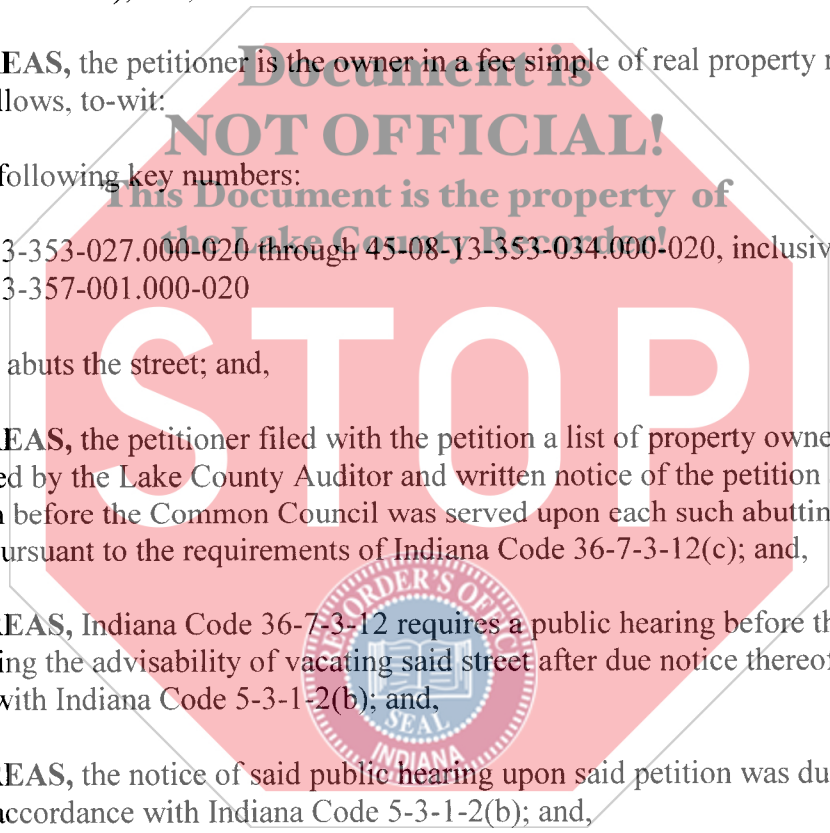 EAS, the petitioner is the owner in a fee simple of real property
llows, to-wit:
Document is
NOT OFFICIAL!
following key numbers:
This Document is the property of
the Lake County Recorder!
3-353-027.000-020 through 45-08-13-353-034.000-020, inclusiv
3-357-001.000-020
abuts the street; and,
STOP
EAS, the petitioner filed with the petition a list of property owne
ed by the Lake County Auditor and written notice of the petition
before the Common Council was served upon each such abuttin
ursuant to the requirements of Indiana Code 36-7-3-12(c); and,
REAS, Indiana Code 36-7-3-12 requires a public hearing before th
ing the advisability of vacating said street after due notice thereof
with Indiana Code 5-3-1-2(b); and,
RECORDER'S OFFICE
SEAL
INDIANA
REAS, the notice of said public hearing upon said petition was du
accordance with Indiana Code 5-3-1-2(b); and,